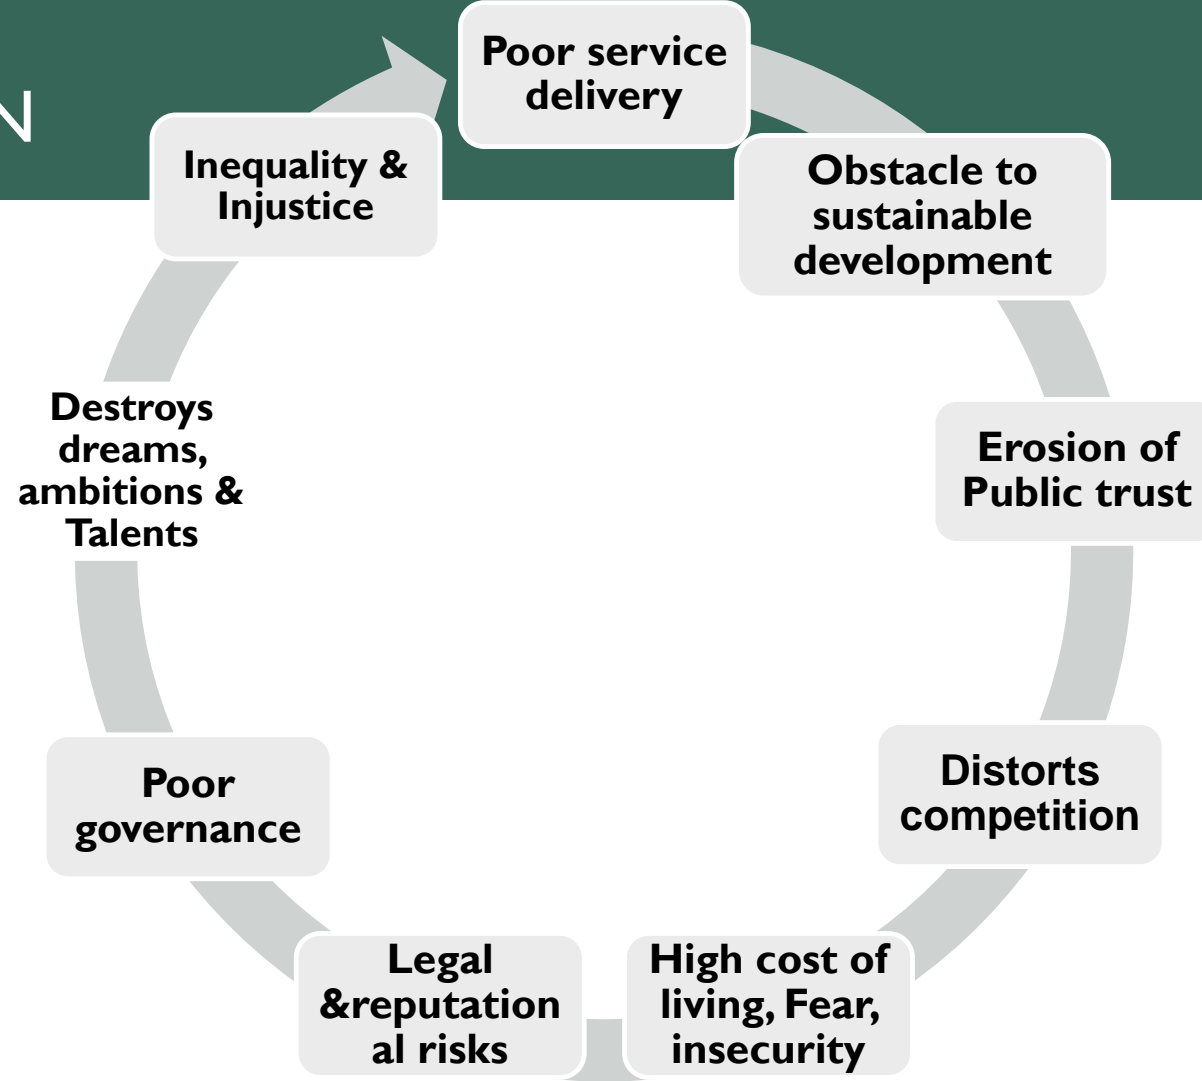 N
Poor service
delivery
Obstacle to
sustainable
development
Erosion of
Public trust
Distorts
competition
High cost of
living, Fear,
insecurity
Legal
&reputation
al risks
Poor
governance
Destroys
dreams,
ambitions &
Talents
Inequality &
Injustice